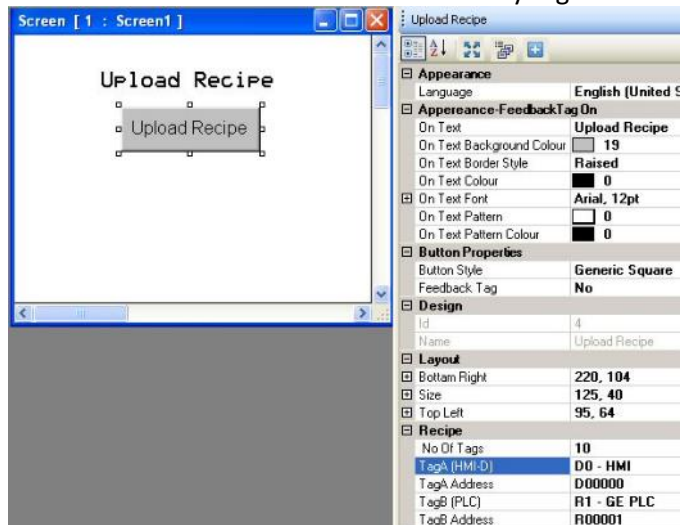 Screen [ 1 : Screen1 ]
Upload Recipe
Upload Recipe
Upload Recipe
Appearance
Language English (United S
Appereance-FeedbackTag On
On Text Upload Recipe
On Text Background Colour 19
On Text Border Style Raised
On Text Colour 0
On Text Font Arial, 12pt
On Text Pattern 0
On Text Pattern Colour 0
Button Properties
Button Style Generic Square
Feedback Tag No
Design
Id 4
Name Upload Recipe
Layout
Bottam Right 220, 104
Size 125, 40
Top Left 95, 64
Recipe
No Of Tags 10
TagA (HMI-D) D0 - HMI
TagA Address D00000
TagB (PLC) R1 - GE PLC
TagB Address R00001